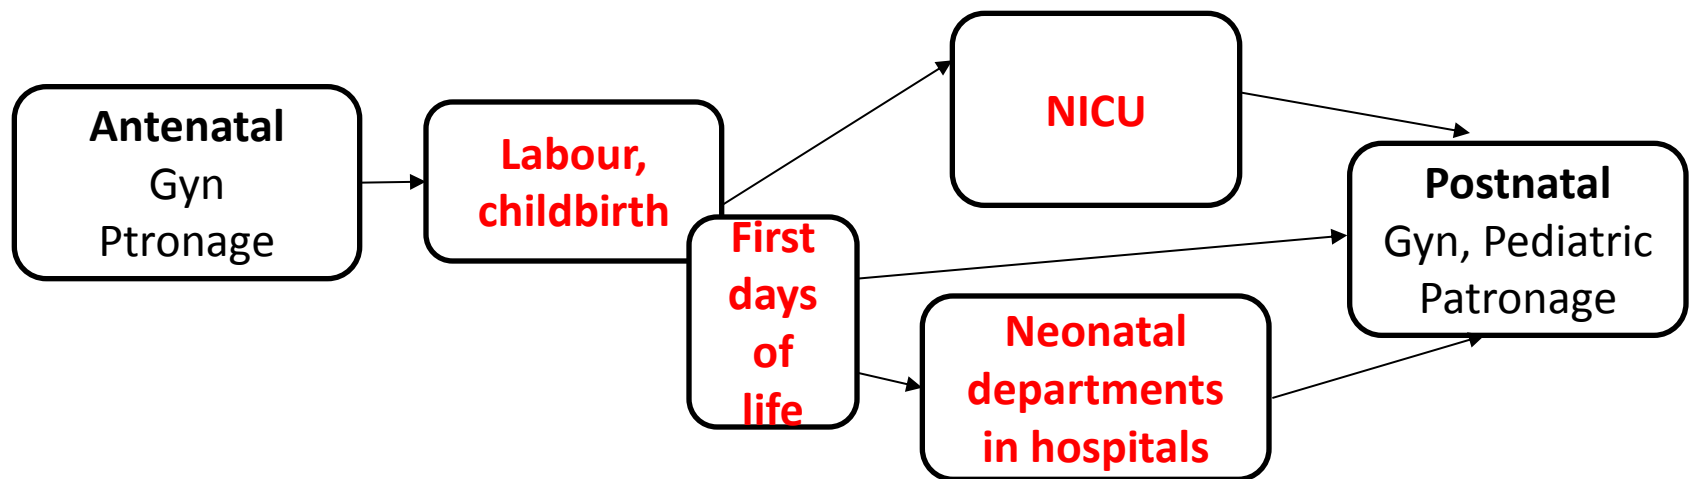 Antenatal
Gyn
Ptronage
Labour,
childbirth
First
days
of
life
NICU
Neonatal
departments
in hospitals
Postnatal
Gyn, Pediatric
Patronage